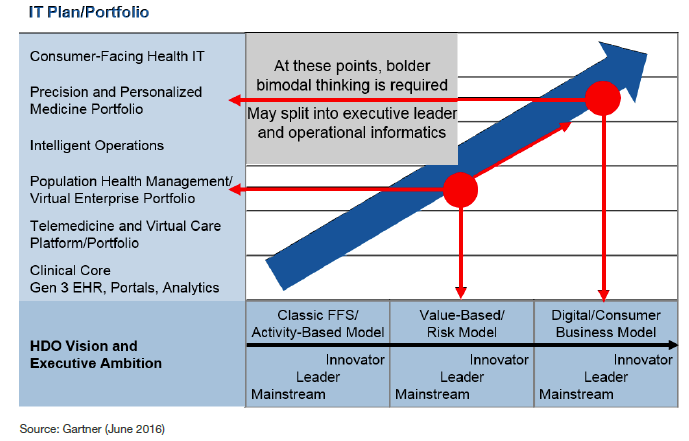 IT Plan/Portfolio
Consumer-Facing Health IT
Precision and Personalized
Medicine Portfolio
Intelligent Operations
Population Health Management/
Virtual Enterprise Portfolio
Telemedicine and Virtual Care
Platform/Portfolio
Clinical Core
Gen 3 EHR, Portals, Analytics
At these points, bolder
bimodal thinking is required
May split into executive leader
and operational informatics
HDO Vision and
Executive Ambition
Classic FFS/
Activity-Based Model
Innovator
Leader
Mainstream
Value-Based/
Risk Model
Innovator
Leader
Mainstream
Digital/Consumer
Business Model
Innovator
Leader
Mainstream
Source: Gartner (June 2016)